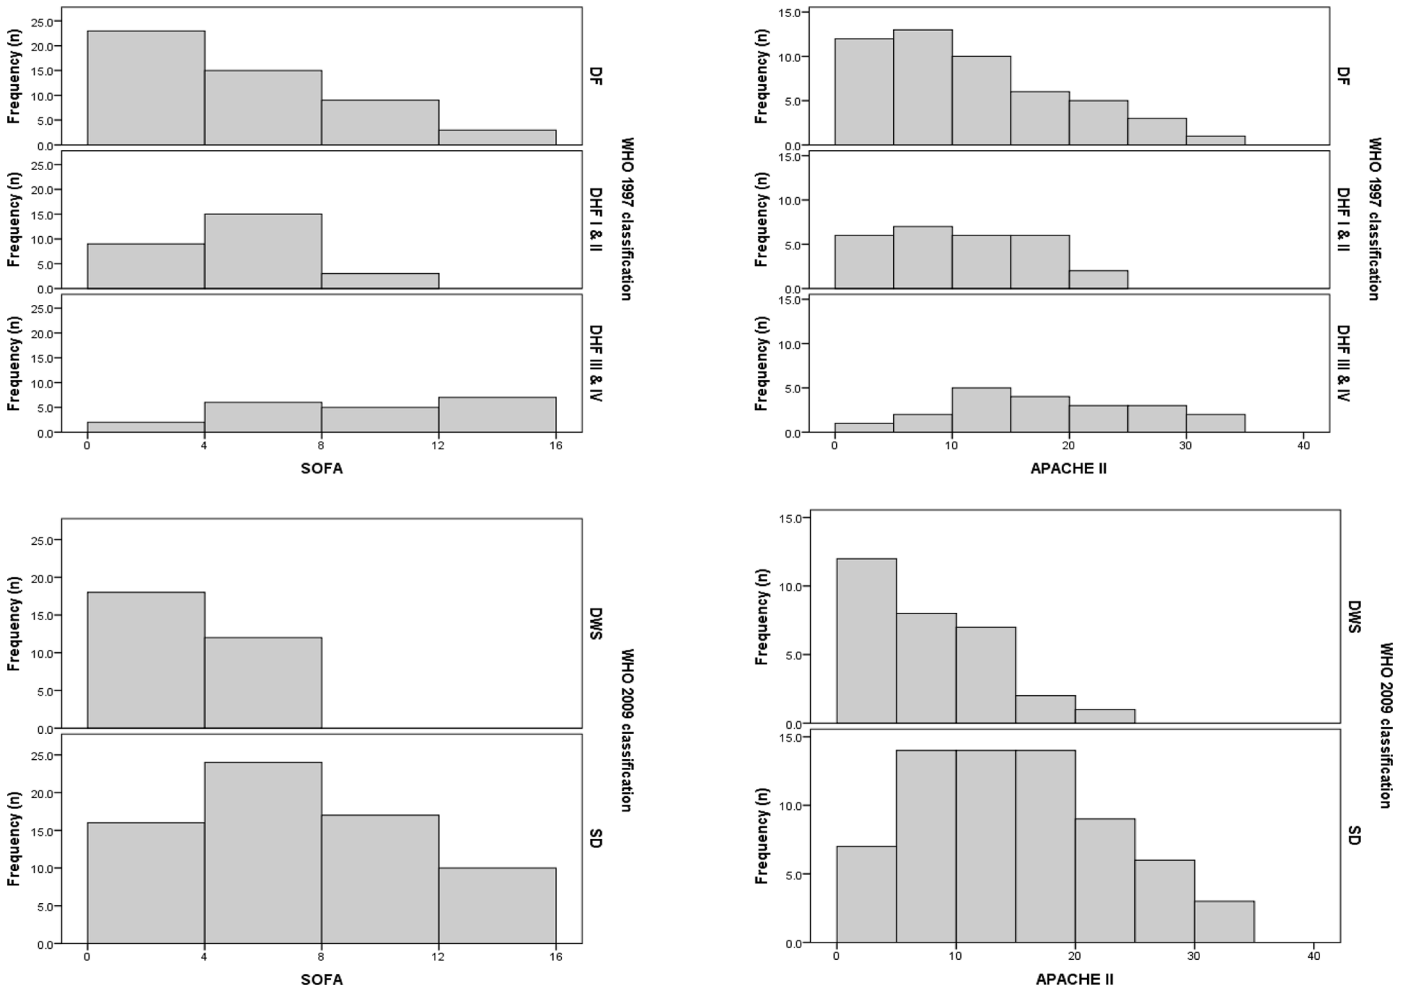 25.0
20.0
15.0
10.0
5.0
0.0
Frequency (n)
DF
25.0
20.0
15.0
10.0
5.0
0.0
Frequency (n)
DHF I & II
25.0
20.0
15.0
10.0
5.0
0.0
Frequency (n)
DHF III & IV
WHO 1997 classification
0 4 8 12 16
SOFA
15.0
10.0
5.0
0.0
Frequency (n)
DF
15.0
10.0
5.0
0.0
Frequency (n)
DHF I & II
15.0
10.0
5.0
0.0
Frequency (n)
DHF III & IV
WHO 1997 classification
0 10 20 30 40
APACHE II
25.0
20.0
15.0
10.0
5.0
0.0
Frequency (n)
DWS
25.0
20.0
15.0
10.0
5.0
0.0
Frequency (n)
SD
WHO 2009 classification
0 4 8 12 16
SOFA
15.0
10.0
5.0
0.0
Frequency (n)
DWS
15.0
10.0
5.0
0.0
Frequency (n)
SD
WHO 2009 classification
0 10 20 30 40
APACHE II